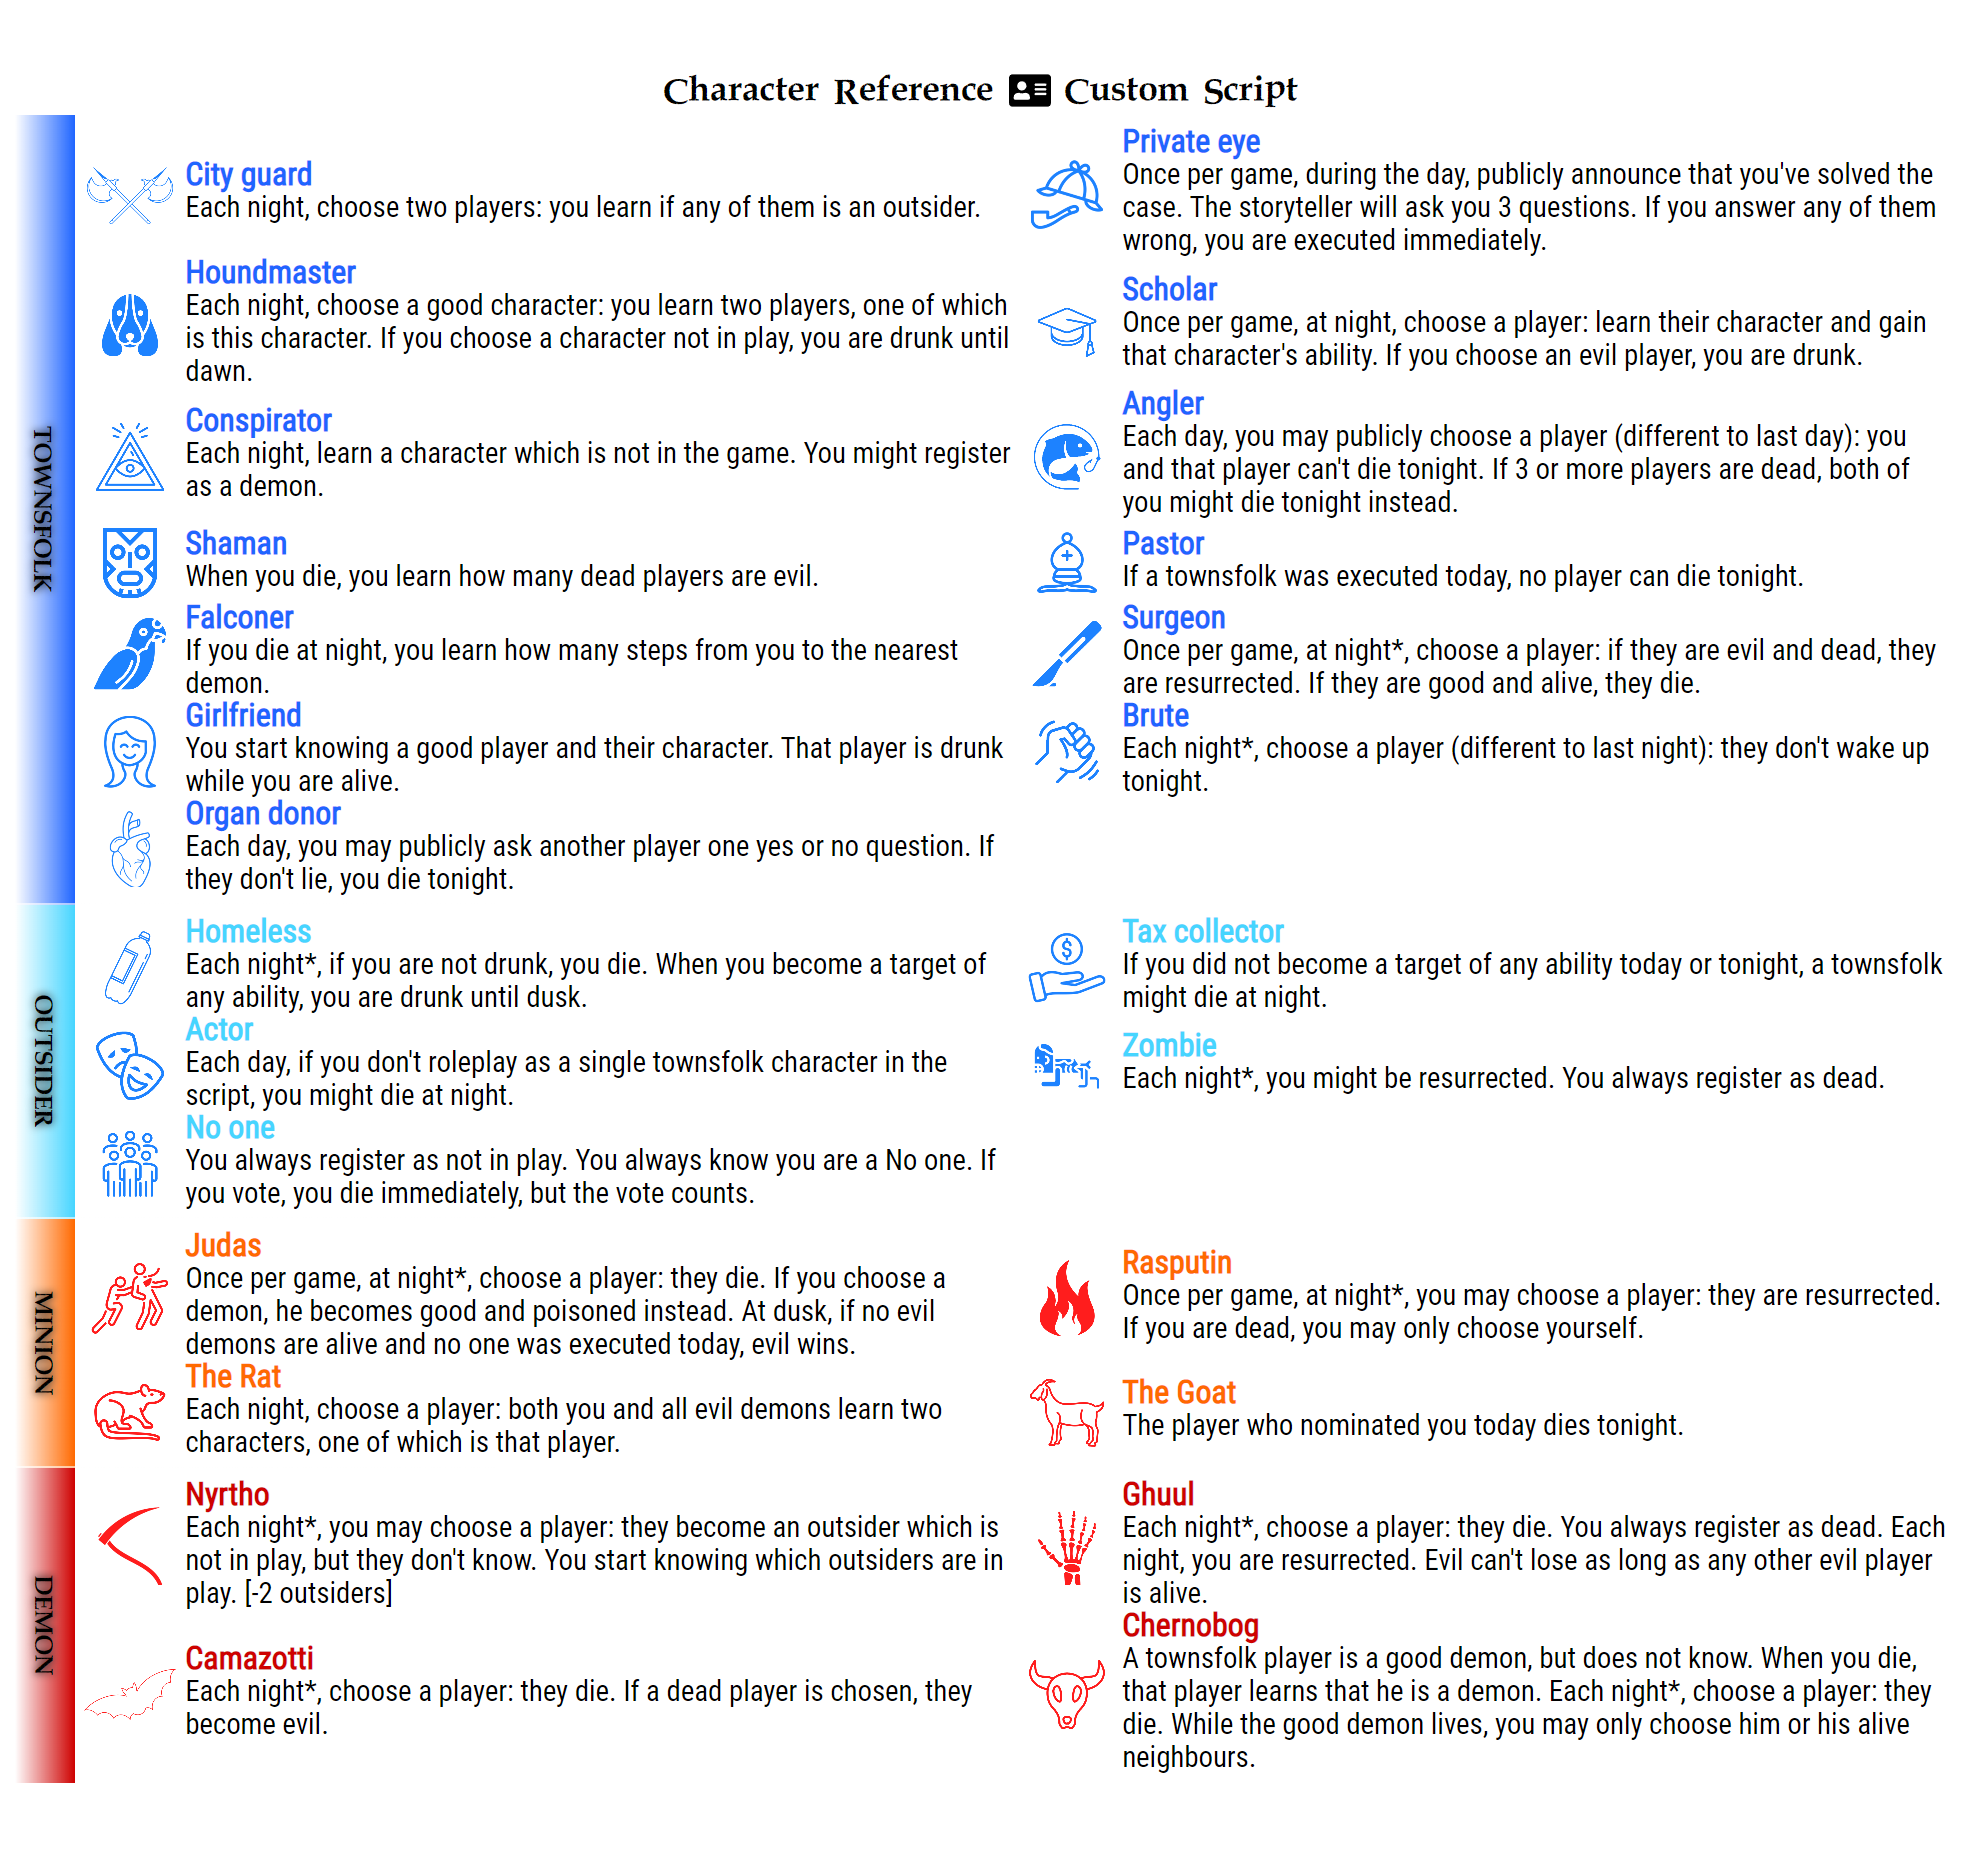 Character Reference Custom Script
TOWNSFOLK
City guard
Each night, choose two players: you learn if any of them is an outsider.
Private eye
Once per game, during the day, publicly announce that you've solved the
case. The storyteller will ask you 3 questions. If you answer any of them
wrong, you are executed immediately.
Houndmaster
Each night, choose a good character: you learn two players, one of which
is this character. If you choose a character not in play, you are drunk until
dawn.
Scholar
Once per game, at night, choose a player: learn their character and gain
that character's ability. If you choose an evil player, you are drunk.
Conspirator
Each night, learn a character which is not in the game. You might register
as a demon.
Angler
Each day, you may publicly choose a player (different to last day): you
and that player can't die tonight. If 3 or more players are dead, both of
you might die tonight instead.
Shaman
When you die, you learn how many dead players are evil.
Pastor
If a townsfolk was executed today, no player can die tonight.
Falconer
If you die at night, you learn how many steps from you to the nearest
demon.
Surgeon
Once per game, at night*, choose a player: if they are evil and dead, they
are resurrected. If they are good and alive, they die.
Girlfriend
You start knowing a good player and their character. That player is drunk
while you are alive.
Brute
Each night*, choose a player (different to last night): they don't wake up
tonight.
Organ donor
Each day, you may publicly ask another player one yes or no question. If
they don't lie, you die tonight.
OUTSIDER
Homeless
Each night*, if you are not drunk, you die. When you become a target of
any ability, you are drunk until dusk.
Tax collector
If you did not become a target of any ability today or tonight, a townsfolk
might die at night.
Actor
Each day, if you don't roleplay as a single townsfolk character in the
script, you might die at night.
Zombie
Each night*, you might be resurrected. You always register as dead.
No one
You always register as not in play. You always know you are a No one. If
you vote, you die immediately, but the vote counts.
MINION
Judas
Once per game, at night*, choose a player: they die. If you choose a
demon, he becomes good and poisoned instead. At dusk, if no evil
demons are alive and no one was executed today, evil wins.
Rasputin
Once per game, at night*, you may choose a player: they are resurrected.
If you are dead, you may only choose yourself.
The Rat
Each night, choose a player: both you and all evil demons learn two
characters, one of which is that player.
The Goat
The player who nominated you today dies tonight.
DEMON
Nyrtho
Each night*, you may choose a player: they become an outsider which is
not in play, but they don't know. You start knowing which outsiders are in
play. [-2 outsiders]
Ghuul
Each night*, choose a player: they die. You always register as dead. Each
night, you are resurrected. Evil can't lose as long as any other evil player
is alive.
Camazotti
Each night*, choose a player: they die. If a dead player is chosen, they
become evil.
Chernobog
A townsfolk player is a good demon, but does not know. When you die,
that player learns that he is a demon. Each night*, choose a player: they
die. While the good demon lives, you may only choose him or his alive
neighbours.